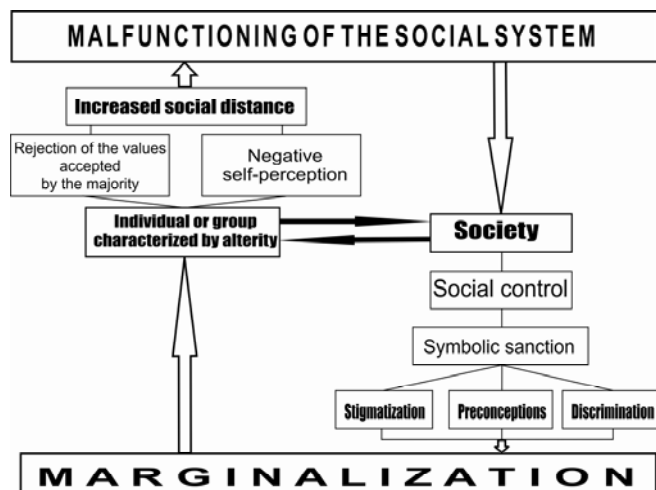 MALFUNCTIONING OF THE SOCIAL SYSTEM
Increased social distance
Rejection of the values
accepted
by the majority
Negative
self-perception
Individual or group
characterized by alterity
Society
Social control
Symbolic sanction
Stigmatization
Preconceptions
Discrimination
MARGINALIZATION